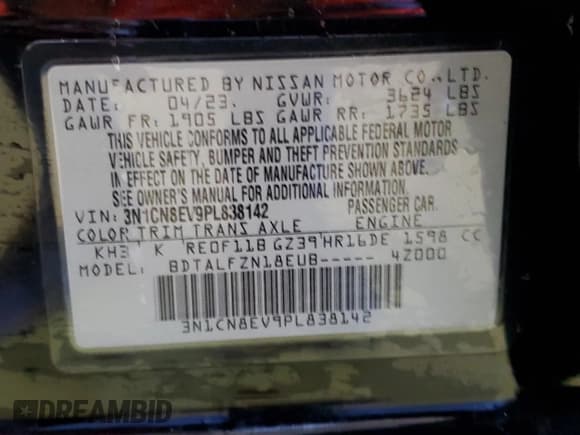 MANUFACTURED BY NISSAN MOTOR CO., LTD.
DATE: 04/23. GVWR: 3624 LBS
GAWR FR: 1905 LBS GAWR RR: 1735 LBS
THIS VEHICLE CONFORMS TO ALL APPLICABLE FEDERAL MOTOR
VEHICLE SAFETY, BUMPER AND THEFT PREVENTION STANDARDS
IN EFFECT ON THE DATE OF MANUFACTURE SHOWN ABOVE.
SEE OWNER'S MANUAL FOR ADDITIONAL INFORMATION.
VIN: 3N1CN8EV9PL838142 PASSENGER CAR.
COLOR TRIM TRANS AXLE ENGINE
KH3 K RE0F11B GZ39 HR16DE 1598 CC
MODEL: BDTALFZN18EUB----- 4Z000
3N1CN8EV9PL838142
DREAMBID